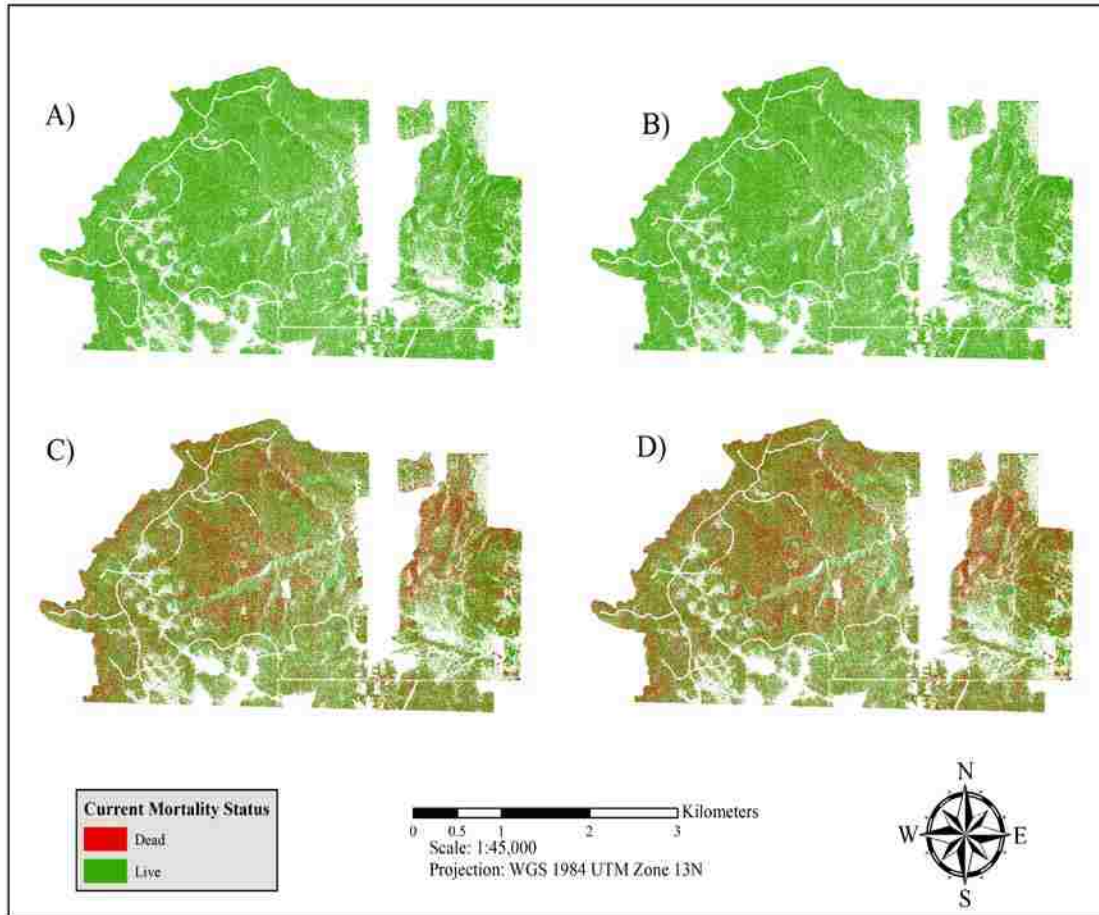 A)
B)
C)
D)
Current Mortality Status
Dead
Live
Kilometers
0 0.5 1 2 3
Scale: 1:45,000
Projection: WGS 1984 UTM Zone 13N
N
W E
S